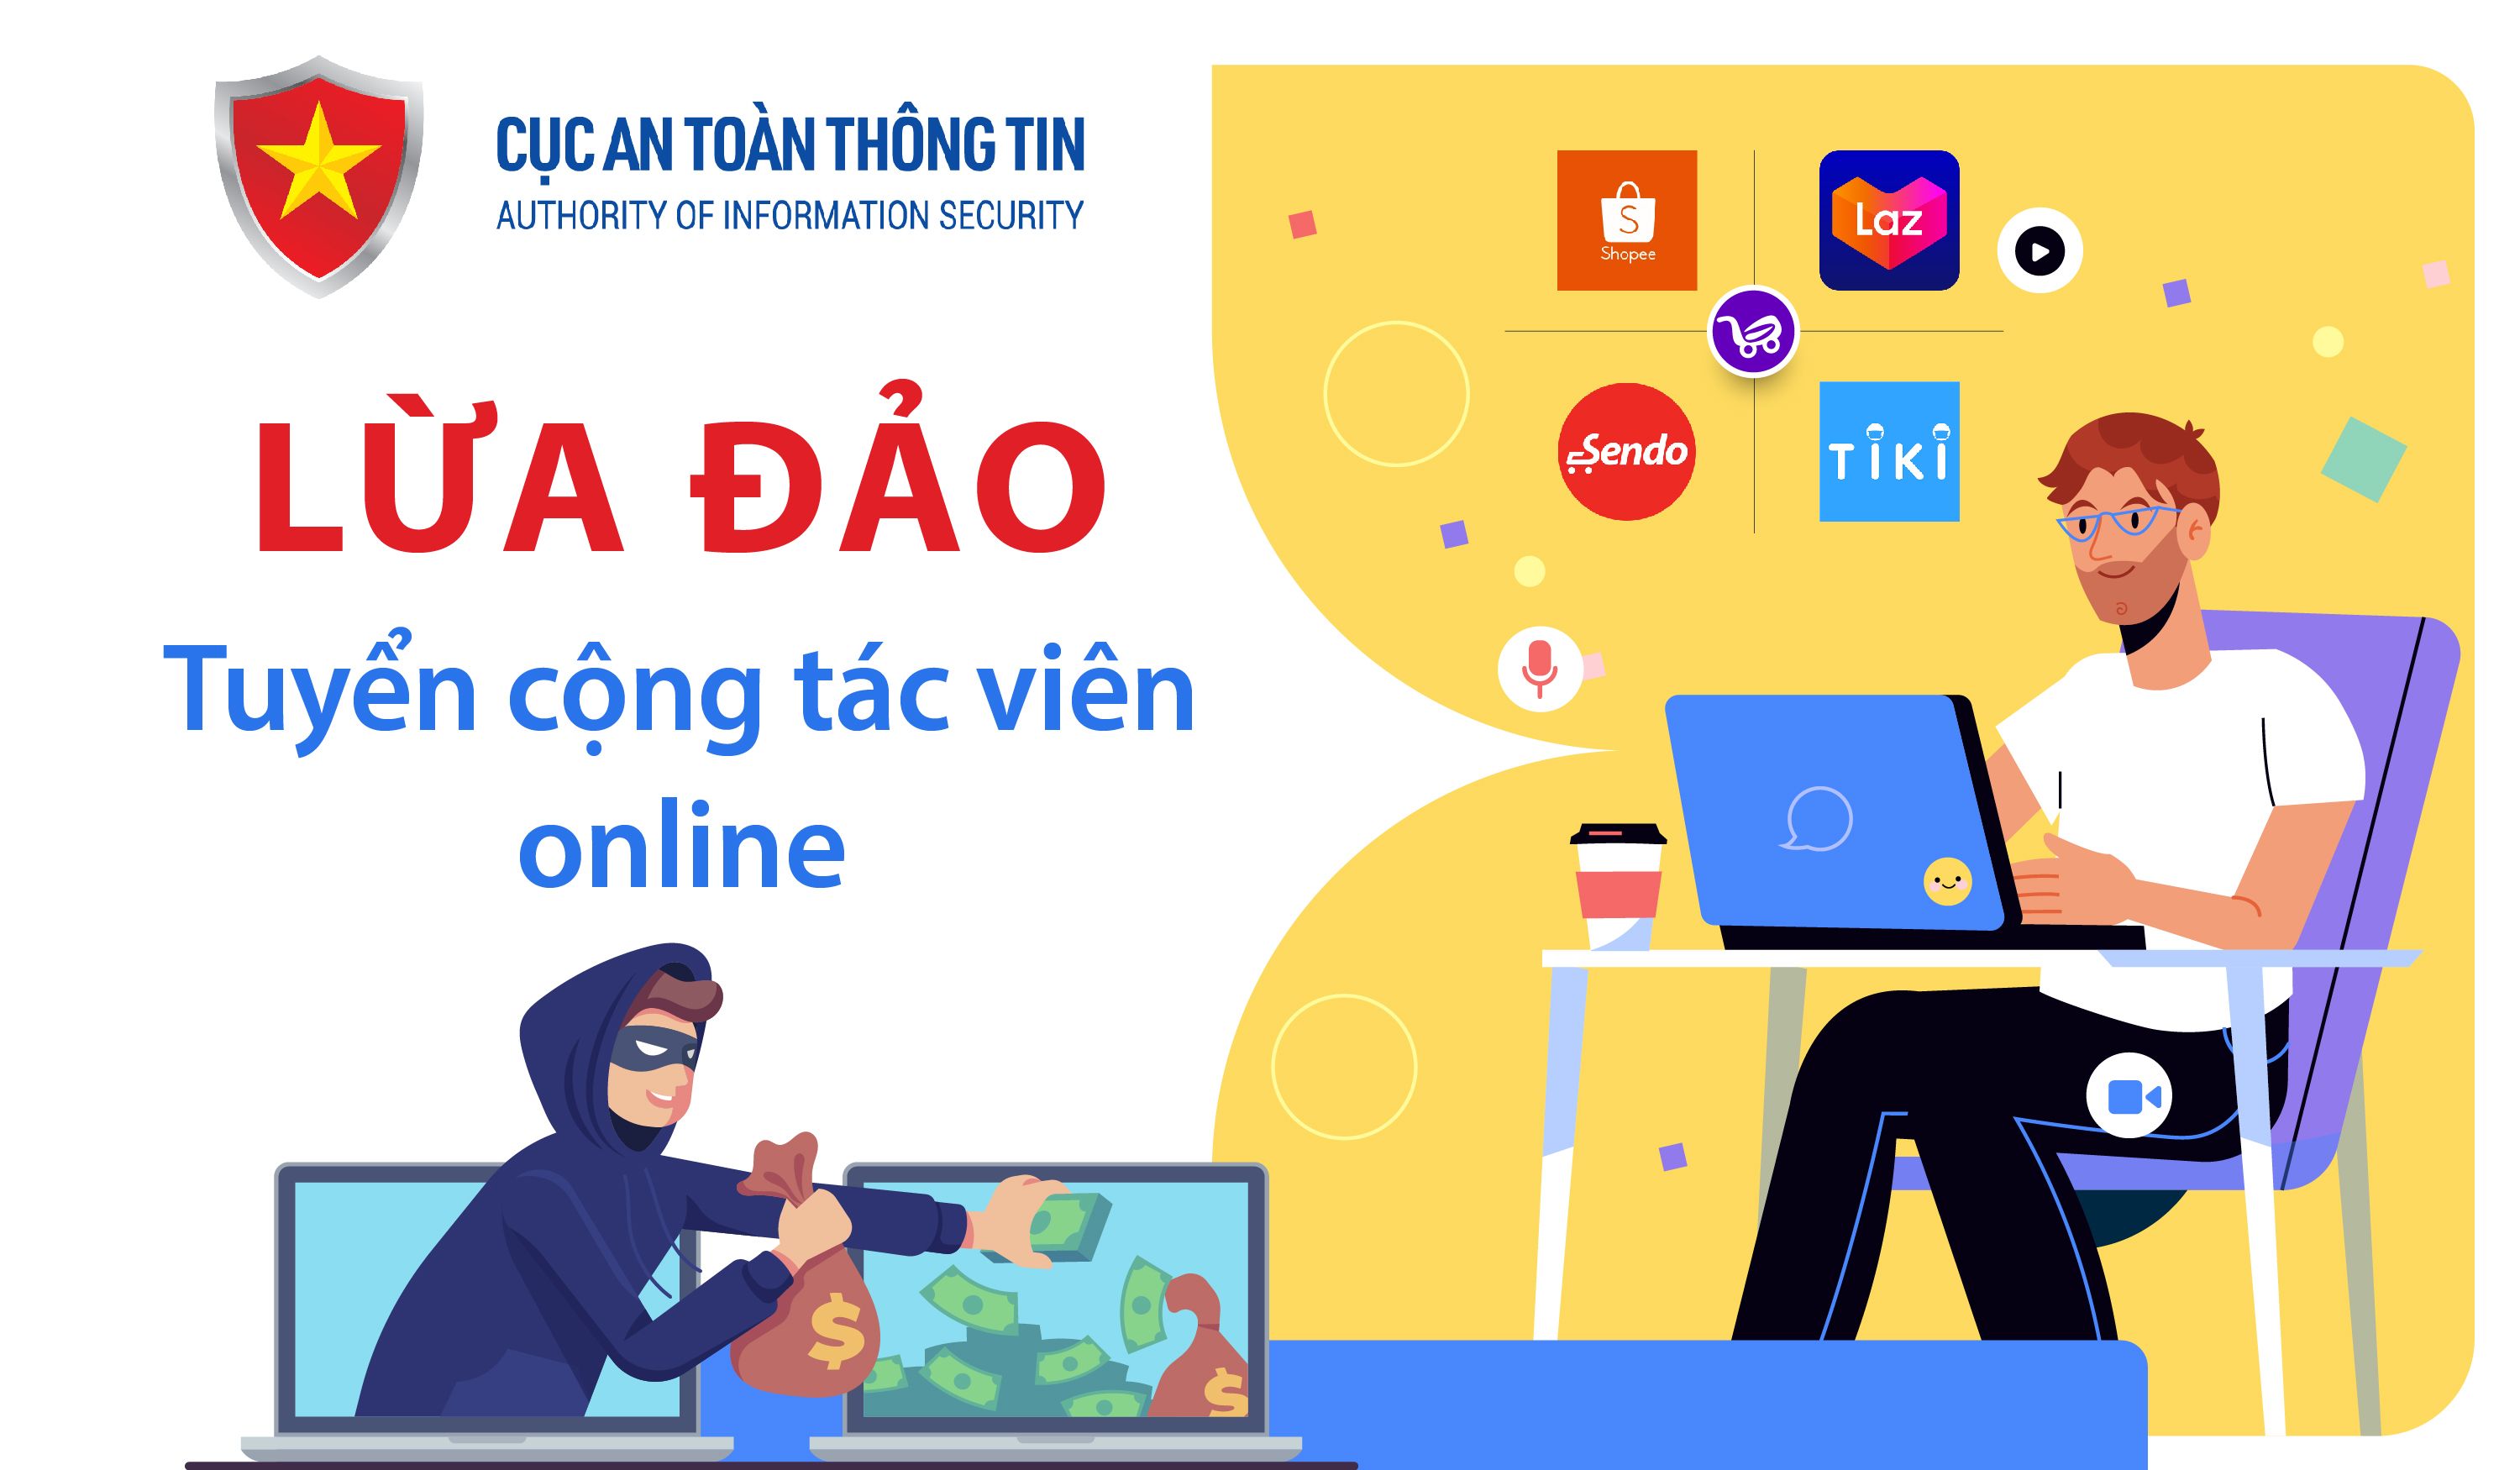 CỤC AN TOÀN THÔNG TIN
AUTHORITY OF INFORMATION SECURITY
LỪA ĐẢO
Tuyển cộng tác viên
online
S
Shopee
Laz
Sendo
TIKI
$
$